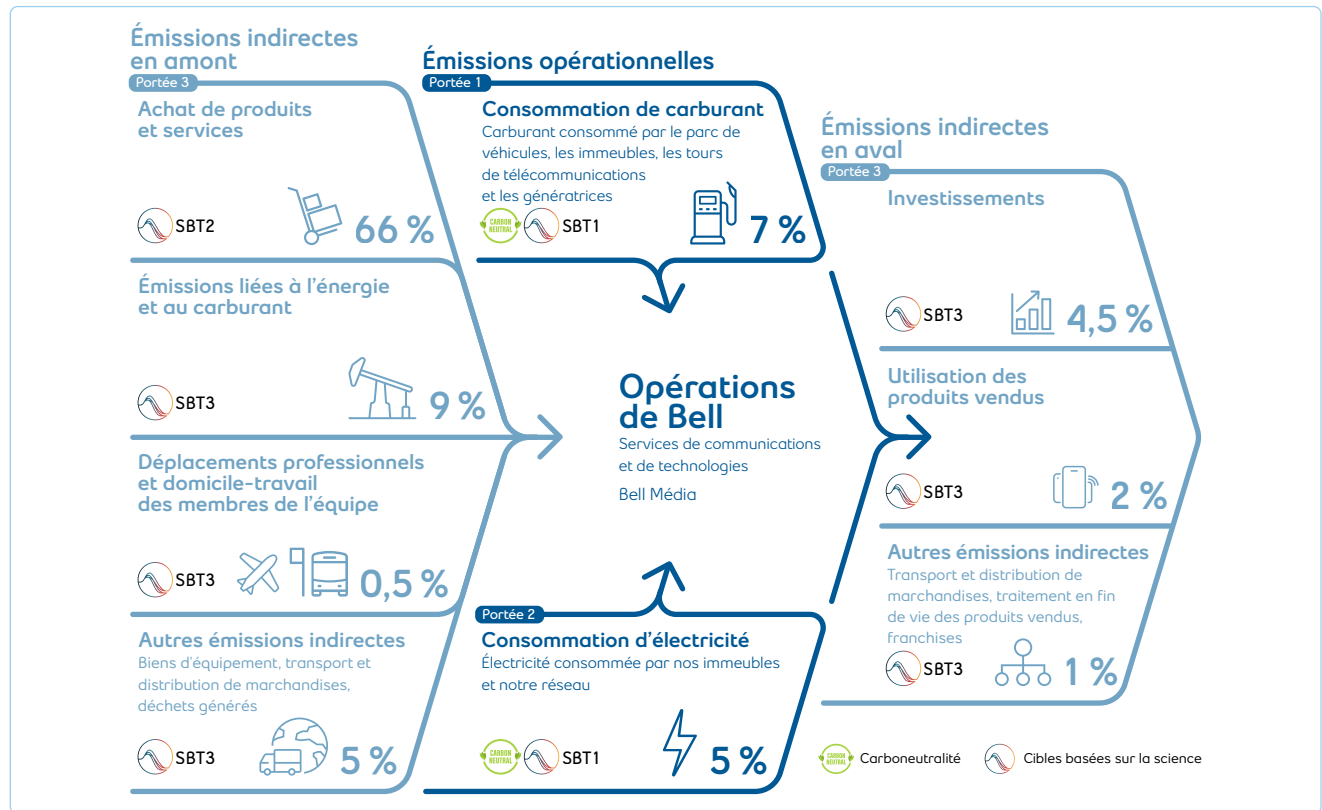 Émissions indirectes
en amont
Portée 3
Achat de produits
et services
SBT2
66 %
Émissions liées à l'énergie
et au carburant
SBT3
9 %
Déplacements professionnels
et domicile-travail
des membres de l'équipe
SBT3
0,5 %
Autres émissions indirectes
Biens d'équipement, transport et
distribution de marchandises,
déchets générés
SBT3
5 %
Émissions opérationnelles
Portée 1
Consommation de carburant
Carburant consommé par le parc de
véhicules, les immeubles, les tours
de télécommunications
et les génératrices
CARBON
NEUTRAL
SBT1
7 %
Opérations
de Bell
Services de communications
et de technologies
Bell Média
Portée 2
Consommation d'électricité
Électricité consommée par nos immeubles
et notre réseau
CARBON
NEUTRAL
SBT1
5 %
Émissions indirectes
en aval
Portée 3
Investissements
SBT3
4,5 %
Utilisation des
produits vendus
SBT3
2 %
Autres émissions indirectes
Transport et distribution de
marchandises, traitement en fin
de vie des produits vendus,
franchises
SBT3
1 %
CARBON
NEUTRAL
Carboneutralité
Cibles basées sur la science